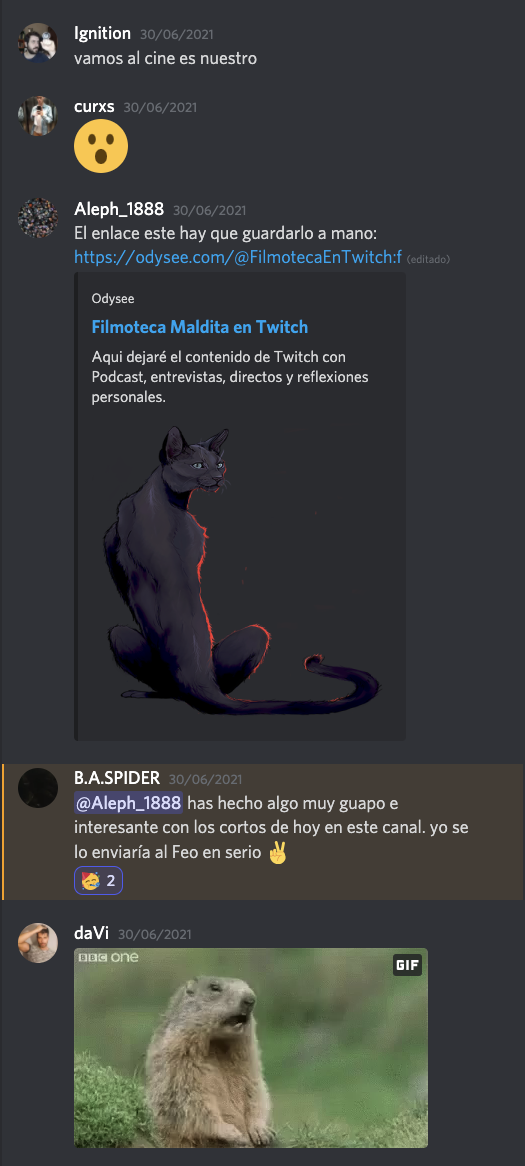 Ignition 30/06/2021
vamos al cine es nuestro
curxs 30/06/2021
Aleph_1888 30/06/2021
El enlace este hay que guardarlo a mano:
https://odysee.com/@FilmotecaEnTwitch:f (editado)
Odysee
Filmoteca Maldita en Twitch
Aqui dejaré el contenido de Twitch con
Podcast, entrevistas, directos y reflexiones
personales.
B.A.SPIDER 30/06/2021
@Aleph_1888 has hecho algo muy guapo e
interesante con los cortos de hoy en este canal. yo se
lo enviaría al Feo en serio ✌️
🥳 2
daVi 30/06/2021
BBC one
GIF